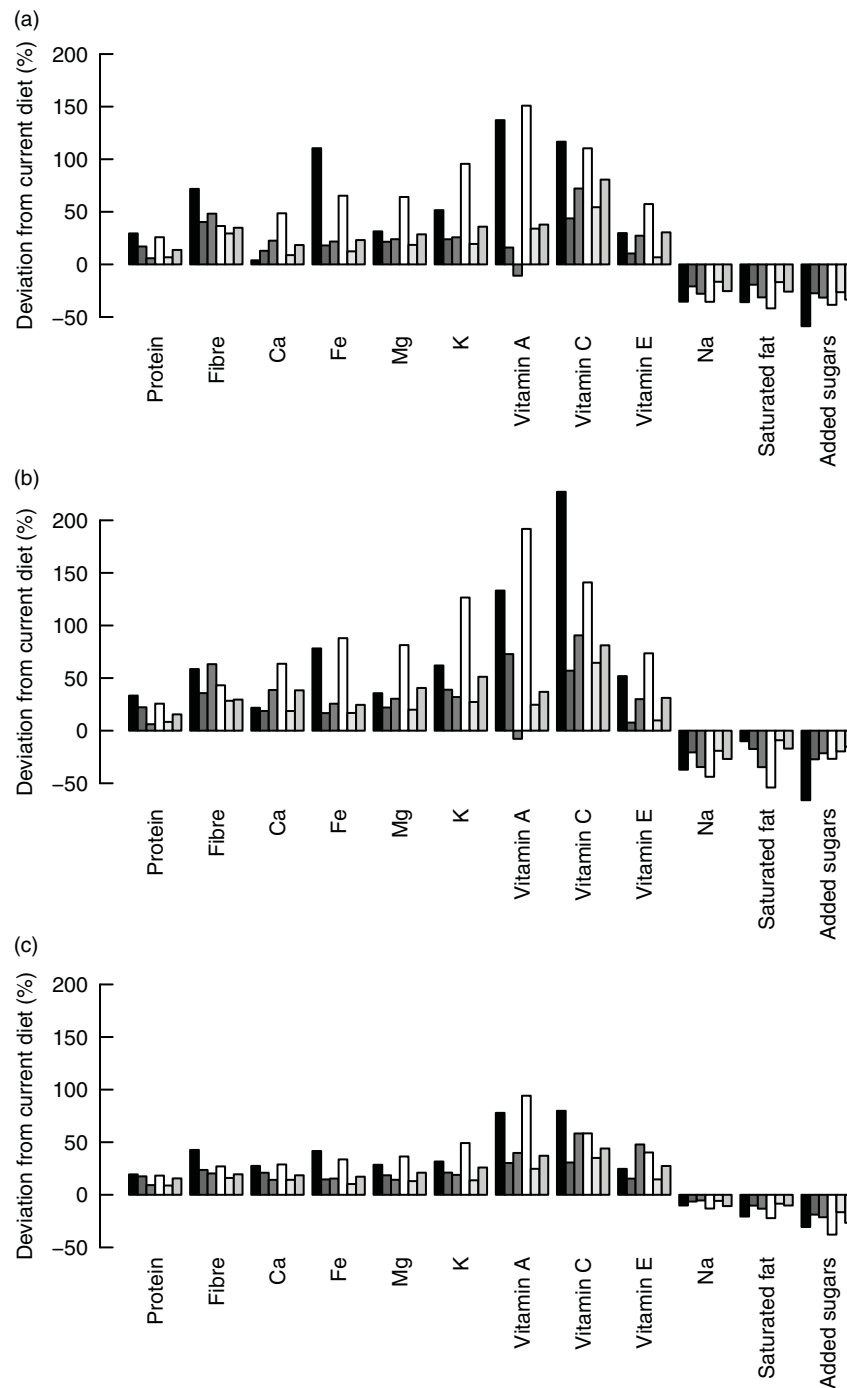 (a)
Deviation from current diet (%)
200
150
100
50
0
−50
Protein
Fibre
Ca
Fe
Mg
K
Vitamin A
Vitamin C
Vitamin E
Na
Saturated fat
Added sugars
(b)
Deviation from current diet (%)
200
150
100
50
0
−50
Protein
Fibre
Ca
Fe
Mg
K
Vitamin A
Vitamin C
Vitamin E
Na
Saturated fat
Added sugars
(c)
Deviation from current diet (%)
200
150
100
50
0
−50
Protein
Fibre
Ca
Fe
Mg
K
Vitamin A
Vitamin C
Vitamin E
Na
Saturated fat
Added sugars